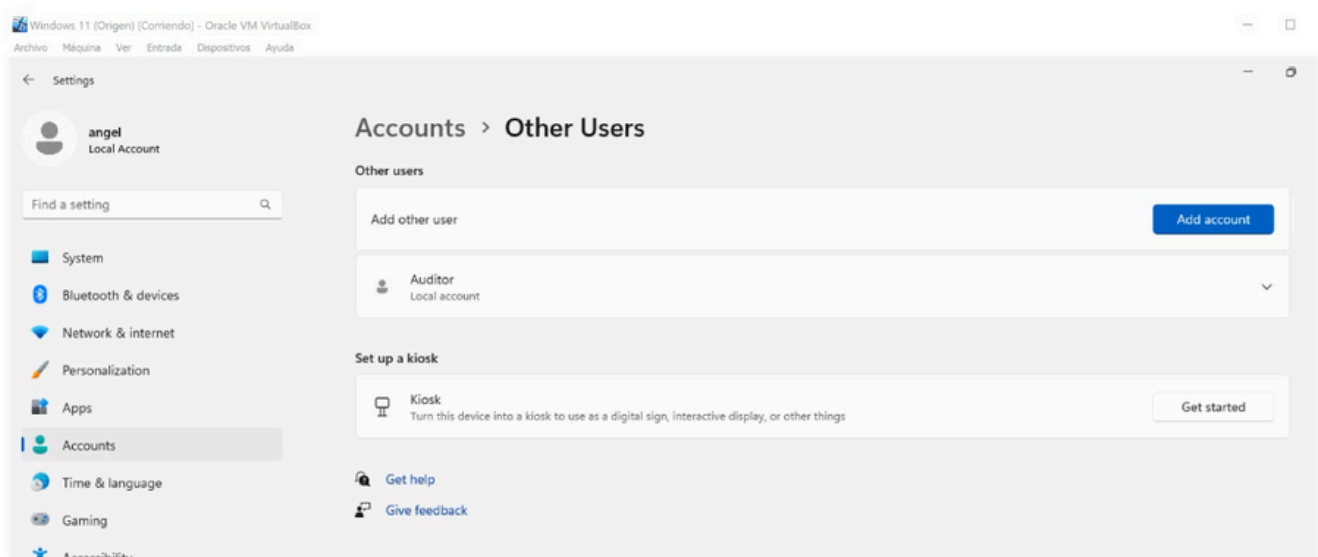 Windows 11 (Origen) [Corriendo] - Oracle VM VirtualBox
Archivo Máquina Ver Entrada Dispositivos Ayuda
Settings
angel
Local Account
Find a setting
System
Bluetooth & devices
Network & internet
Personalization
Apps
Accounts
Time & language
Gaming
Accessibility
Accounts > Other Users
Other users
Add other user
Add account
Auditor
Local account
Set up a kiosk
Kiosk
Turn this device into a kiosk to use as a digital sign, interactive display, or other things
Get started
Get help
Give feedback